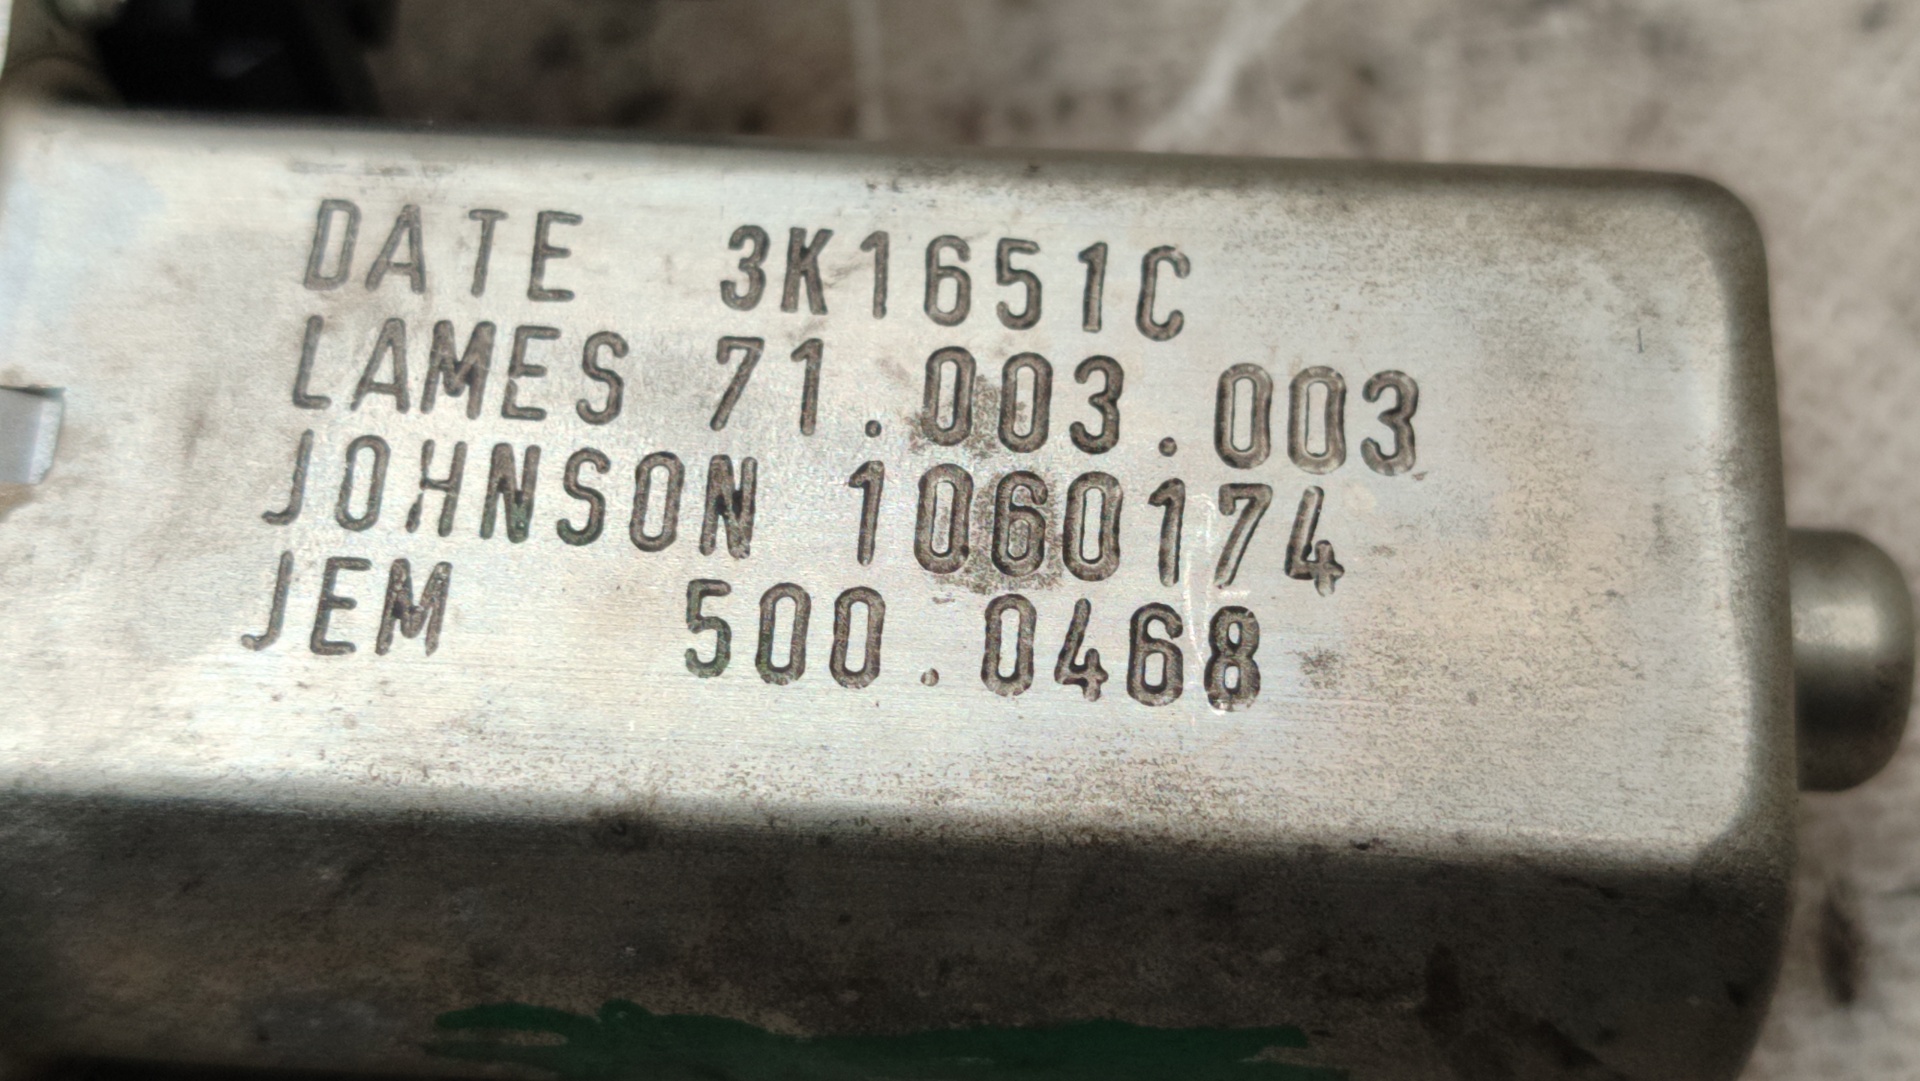 DATE 3K1651C
LAMES 71.003.003
JOHNSON 1060174
JEM 500.0468